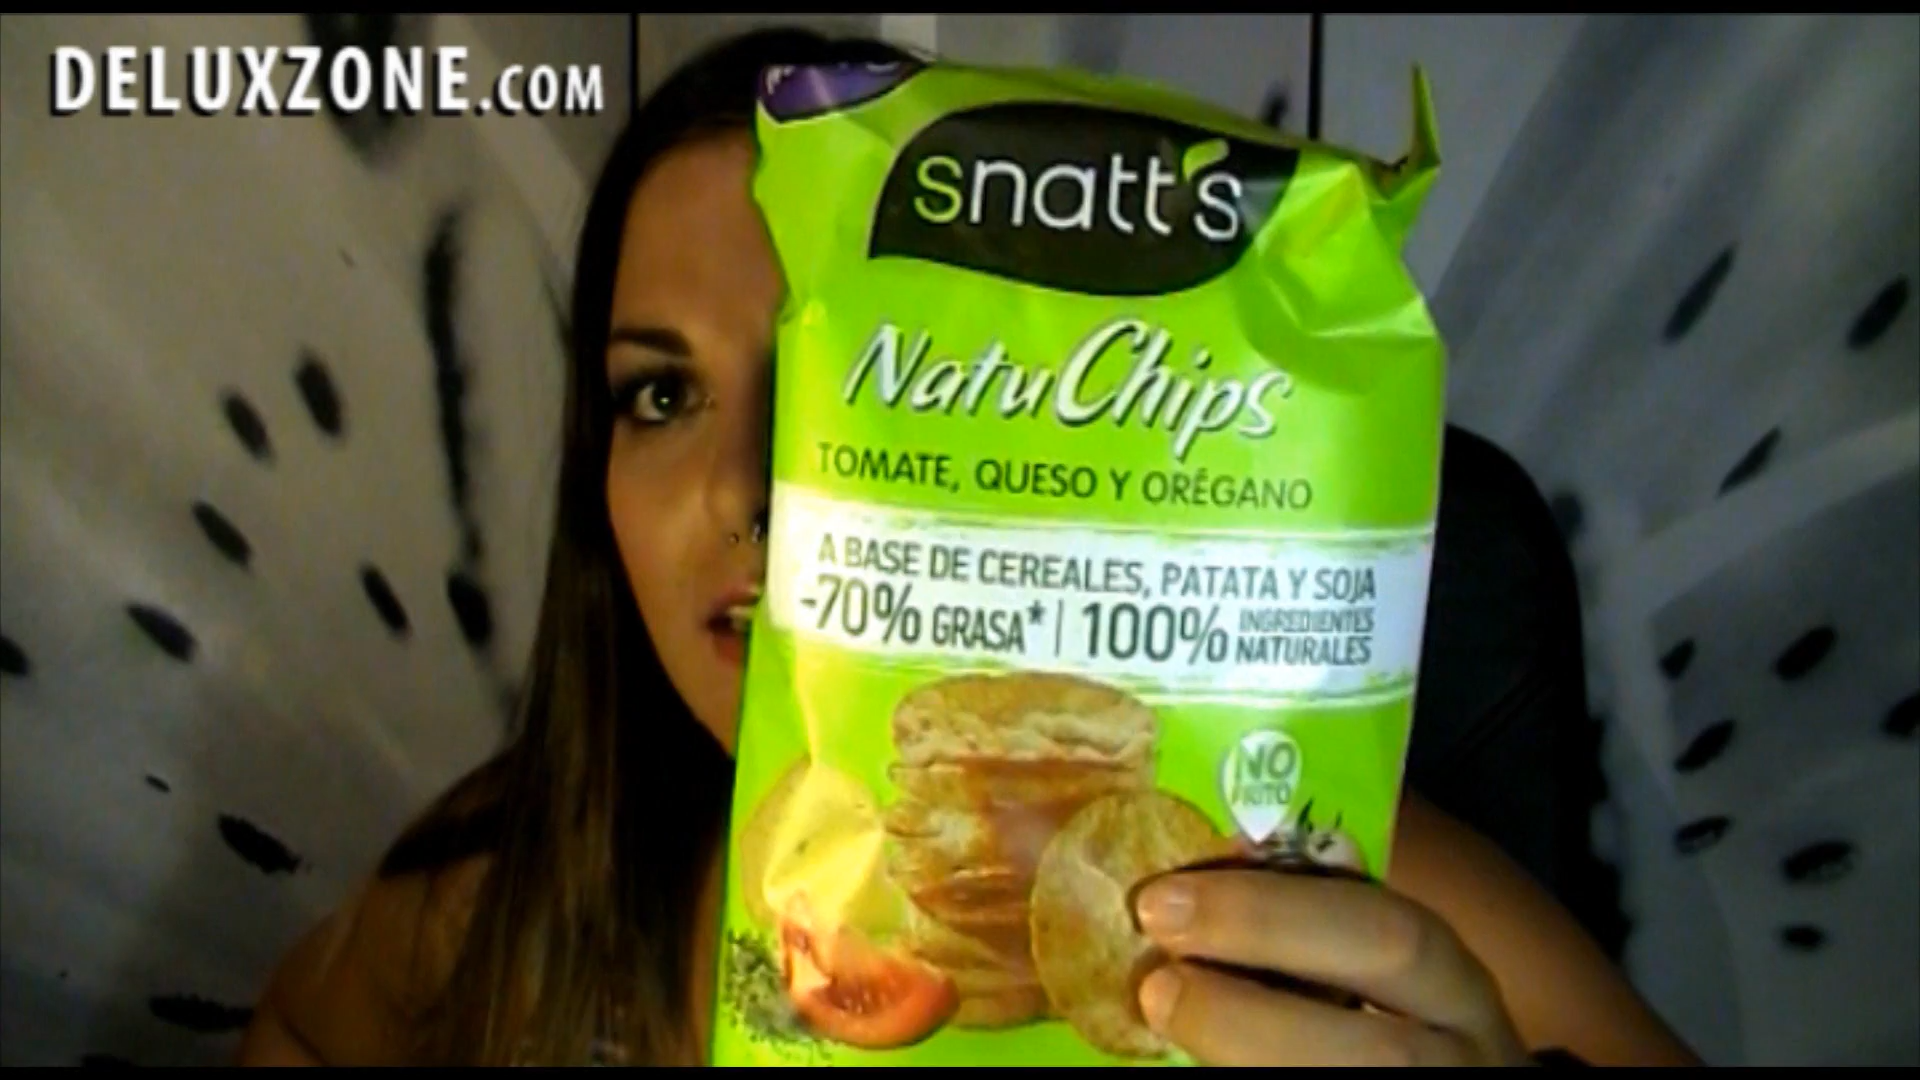 DELUXZONE.COM
snatt's
NatuChips
TOMATE, QUESO Y ORÉGANO
A BASE DE CEREALES, PATATA Y SOJA
-70% GRASA* | 100% INGREDIENTES NATURALES
NO